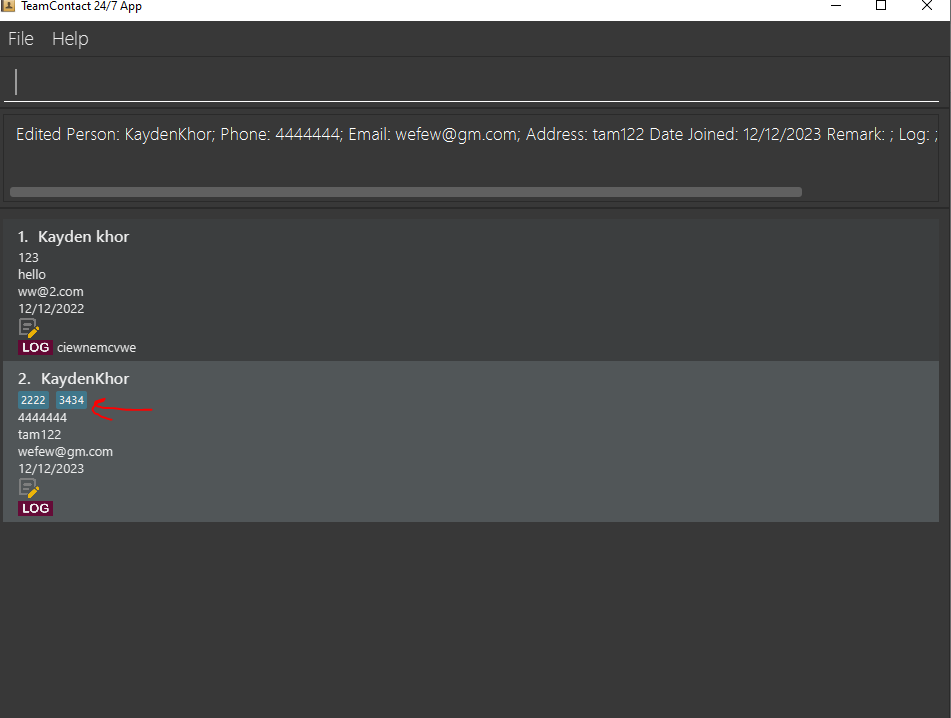 TeamContact 24/7 App
File Help
Edited Person: KaydenKhor; Phone: 4444444; Email: wefew@gm.com; Address: tam122 Date Joined: 12/12/2023 Remark: ; Log: ;
1. Kayden khor
123
hello
ww@2.com
12/12/2022
LOG ciewnemcvwe
2. KaydenKhor
2222 3434
4444444
tam122
wefew@gm.com
12/12/2023
LOG